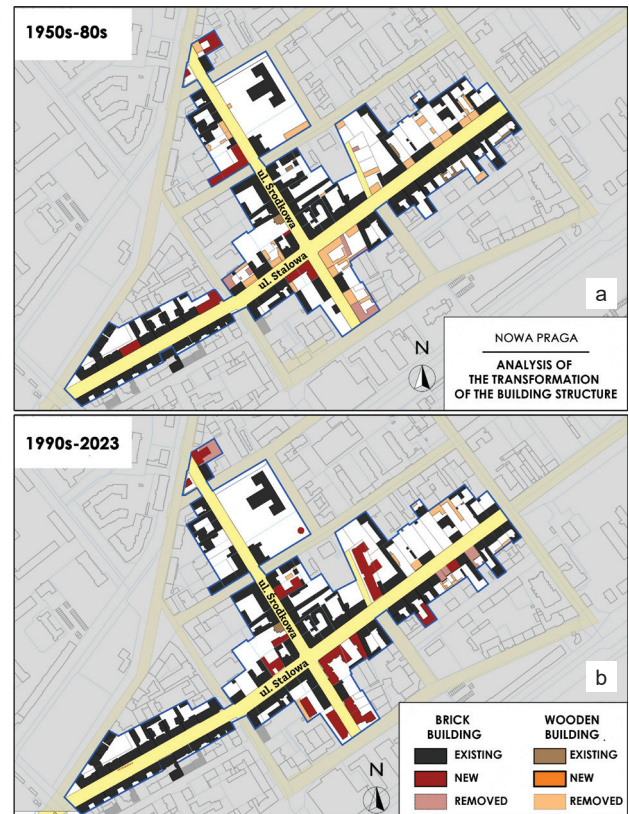 1950s-80s
ul. Środkowa
ul. Stalowa
a
N
NOWA PRAGA
ANALYSIS OF
THE TRANSFORMATION
OF THE BUILDING STRUCTURE
1990s-2023
ul. Środkowa
ul. Stalowa
b
N
BRICK BUILDING
EXISTING
NEW
REMOVED
WOODEN BUILDING
EXISTING
NEW
REMOVED